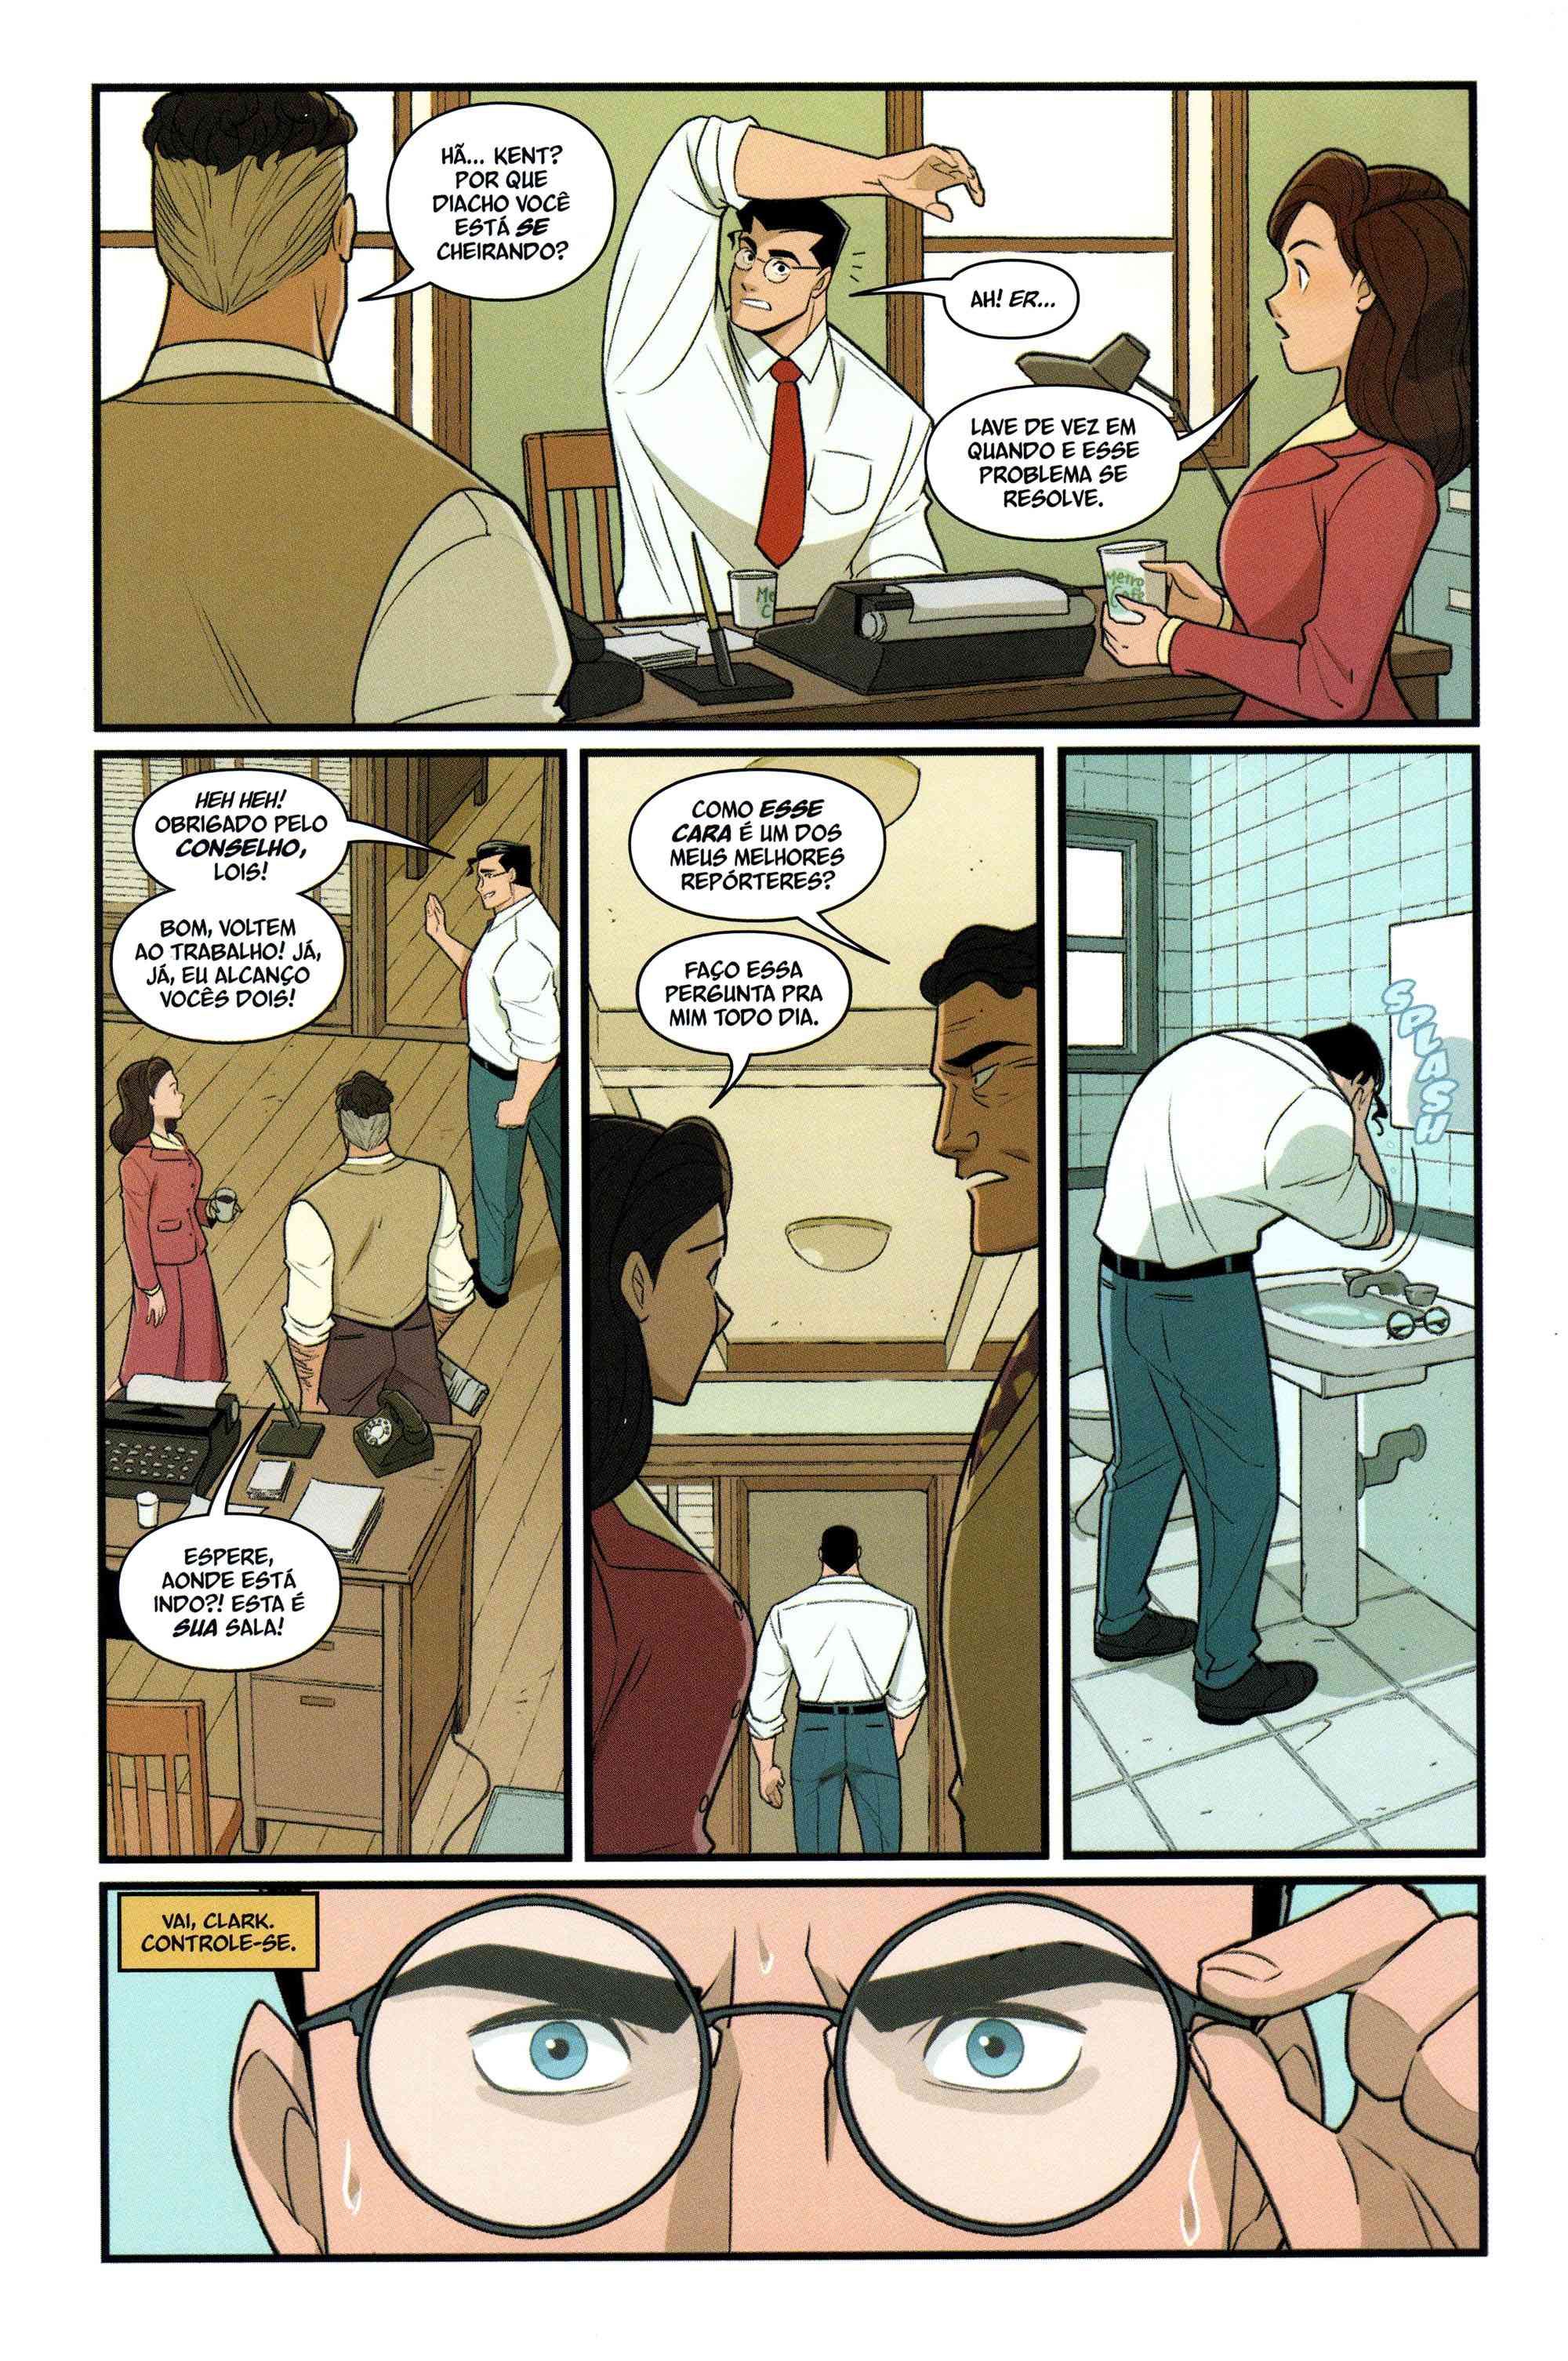 HÃ... KENT?
POR QUE
DIACHO VOCÊ
ESTÁ SE
CHEIRANDO?
AH! ER...
LAVE DE VEZ EM
QUANDO E ESSE
PROBLEMA SE
RESOLVE.
Me
C
Metro
Café
HEH HEH!
OBRIGADO PELO
CONSELHO,
LOIS!
BOM, VOLTEM
AO TRABALHO! JÁ,
JÁ, EU ALCANÇO
VOCÊS DOIS!
ESPERE,
AONDE ESTÁ
INDO?! ESTA É
SUA SALA!
COMO ESSE
CARA É UM DOS
MEUS MELHORES
REPÓRTERES?
FAÇO ESSA
PERGUNTA PRA
MIM TODO DIA.
SPLASH
VAI, CLARK.
CONTROLE-SE.